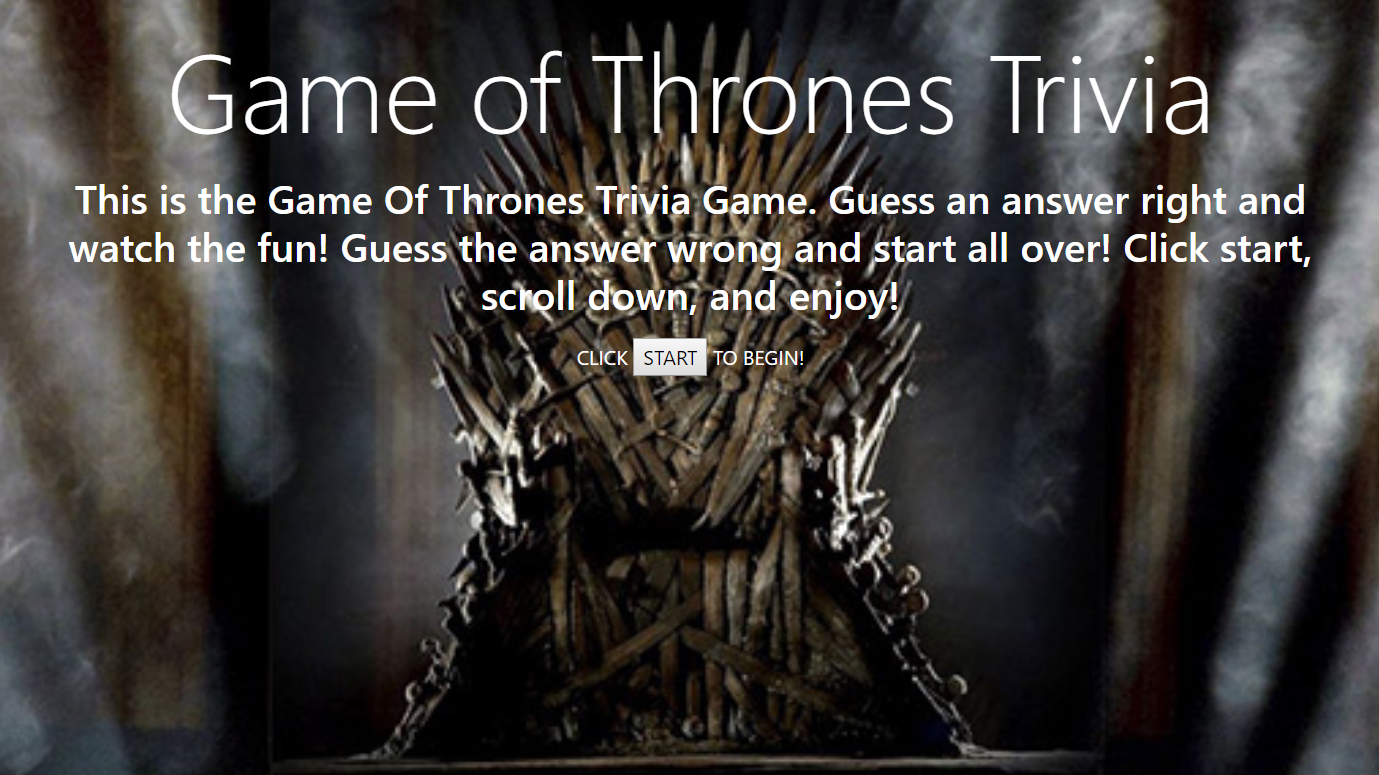 Game of Thrones Trivia
This is the Game Of Thrones Trivia Game. Guess an answer right and
watch the fun! Guess the answer wrong and start all over! Click start,
scroll down, and enjoy!
CLICK START TO BEGIN!